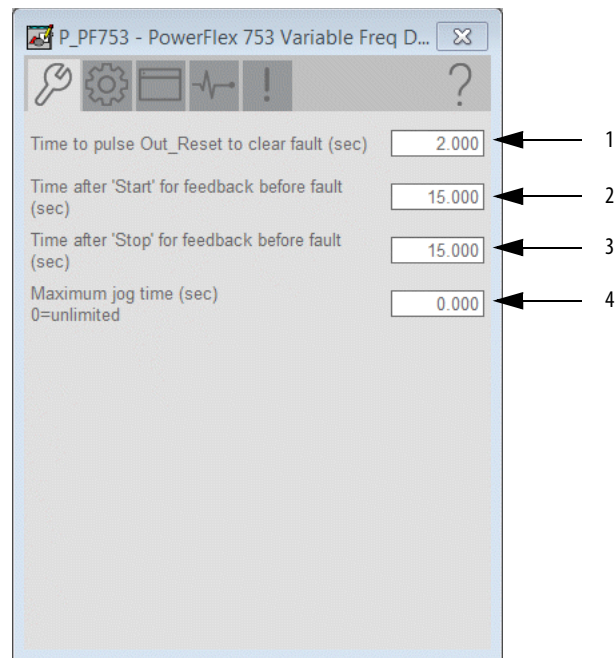 P_PF753 - PowerFlex 753 Variable Freq D...
?
Time to pulse Out_Reset to clear fault (sec) 2.000 1
Time after 'Start' for feedback before fault
(sec) 15.000 2
Time after 'Stop' for feedback before fault
(sec) 15.000 3
Maximum jog time (sec)
0=unlimited 0.000 4